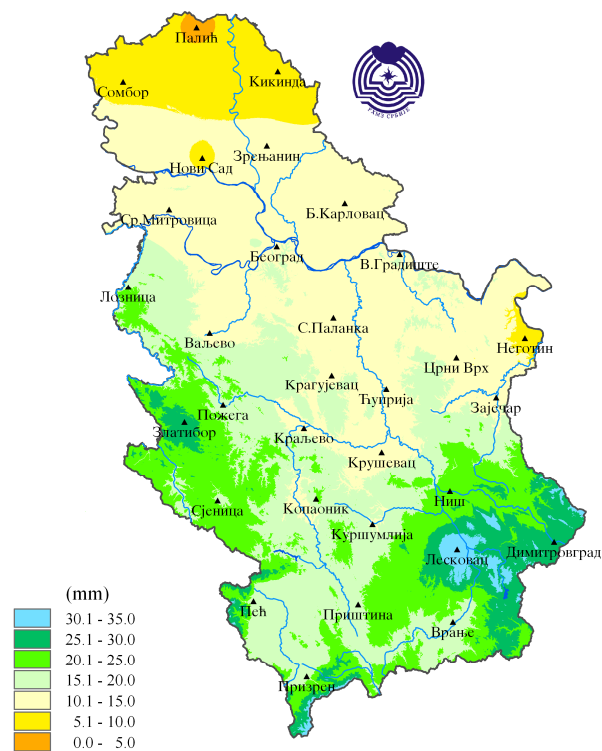 Палић
Кикинда
Сомбор
РХМЗ СРБИЈЕ
Зрењанин
Нови Сад
Ср.Митровица
Б.Карловац
Београд
В.Градиште
Лозница
С.Паланка
Ваљево
Неготин
Црни Врх
Крагујевац
Ћуприја
Зајечар
Пожега
Златибор
Краљево
Крушевац
Ниш
Сјеница
Копаоник
Куршумлија
Лесковац
Димитровград
Пећ
Приштина
Врање
Призрен
(mm)
30.1 - 35.0
25.1 - 30.0
20.1 - 25.0
15.1 - 20.0
10.1 - 15.0
5.1 - 10.0
0.0 - 5.0